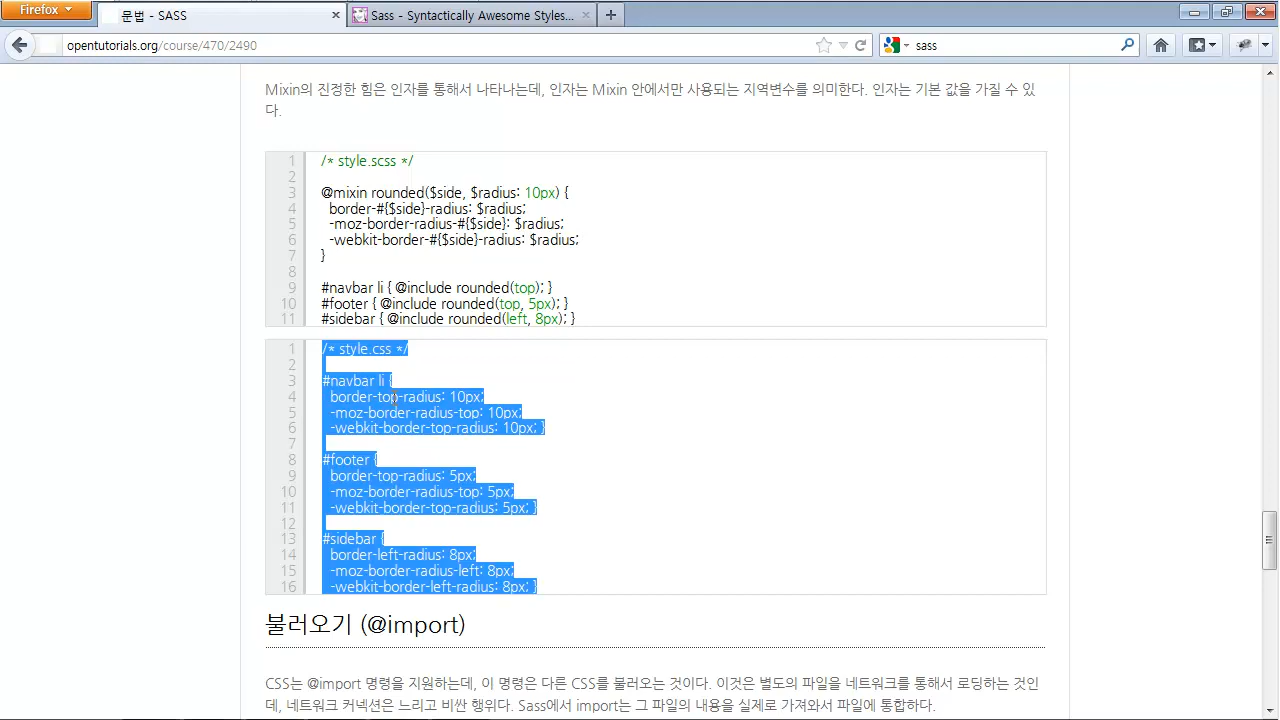 Firefox
문법 - SASS
Sass - Syntactically Awesome Styles...
opentutorials.org/course/470/2490
sass
Mixin의 진정한 힘은 인자를 통해서 나타나는데, 인자는 Mixin 안에서만 사용되는 지역변수를 의미한다. 인자는 기본 값을 가질 수 있
다.
1 /* style.scss */
2
3 @mixin rounded($side, $radius: 10px) {
4 border-#{$side}-radius: $radius;
5 -moz-border-radius-#{$side}: $radius;
6 -webkit-border-#{$side}-radius: $radius;
7 }
8
9 #navbar li { @include rounded(top); }
10 #footer { @include rounded(top, 5px); }
11 #sidebar { @include rounded(left, 8px); }
1 /* style.css */
2
3 #navbar li {
4 border-top-radius: 10px;
5 -moz-border-radius-top: 10px;
6 -webkit-border-top-radius: 10px; }
7
8 #footer {
9 border-top-radius: 5px;
10 -moz-border-radius-top: 5px;
11 -webkit-border-top-radius: 5px; }
12
13 #sidebar {
14 border-left-radius: 8px;
15 -moz-border-radius-left: 8px;
16 -webkit-border-left-radius: 8px; }
불러오기 (@import)
CSS는 @import 명령을 지원하는데, 이 명령은 다른 CSS를 불러오는 것이다. 이것은 별도의 파일을 네트워크를 통해서 로딩하는 것인
데, 네트워크 커넥션은 느리고 비싼 행위다. Sass에서 import는 그 파일의 내용을 실제로 가져와서 파일에 통합하다.